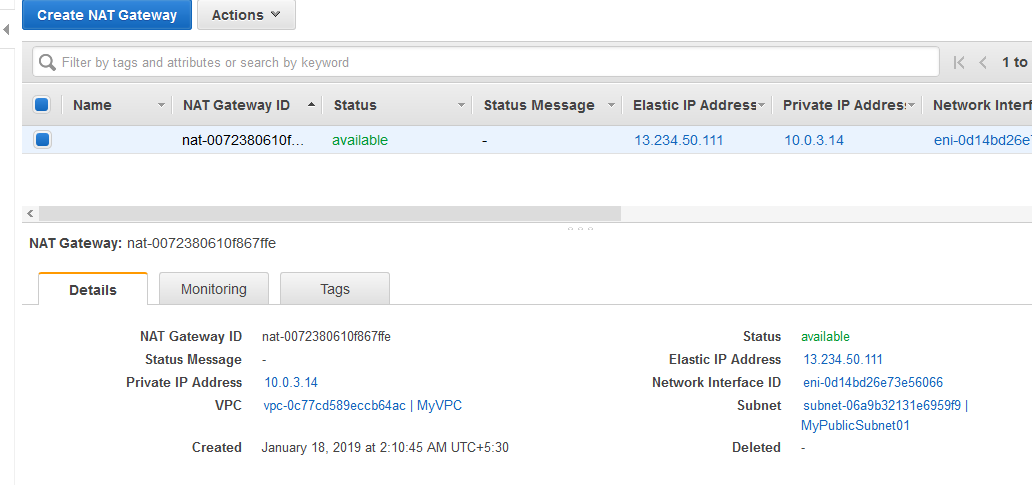 Create NAT Gateway Actions
Filter by tags and attributes or search by keyword 1 to
Name NAT Gateway ID Status Status Message Elastic IP Address Private IP Address Network Interf
nat-0072380610f... available - 13.234.50.111 10.0.3.14 eni-0d14bd26e7
NAT Gateway: nat-0072380610f867ffe
Details Monitoring Tags
NAT Gateway ID nat-0072380610f867ffe Status available
Status Message - Elastic IP Address 13.234.50.111
Private IP Address 10.0.3.14 Network Interface ID eni-0d14bd26e73e56066
VPC vpc-0c77cd589eccb64ac | MyVPC Subnet subnet-06a9b32131e6959f9 |
MyPublicSubnet01
Created January 18, 2019 at 2:10:45 AM UTC+5:30 Deleted -